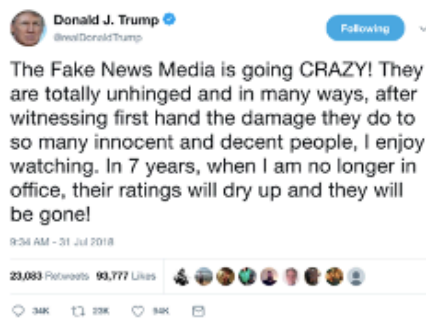 Donald J. Trump
@realDonaldTrump
Following
The Fake News Media is going CRAZY! They
are totally unhinged and in many ways, after
witnessing first hand the damage they do to
so many innocent and decent people, I enjoy
watching. In 7 years, when I am no longer in
office, their ratings will dry up and they will
be gone!
9:34 AM - 31 Jul 2018
23,083 Retweets 93,777 Likes
34K 23K 94K